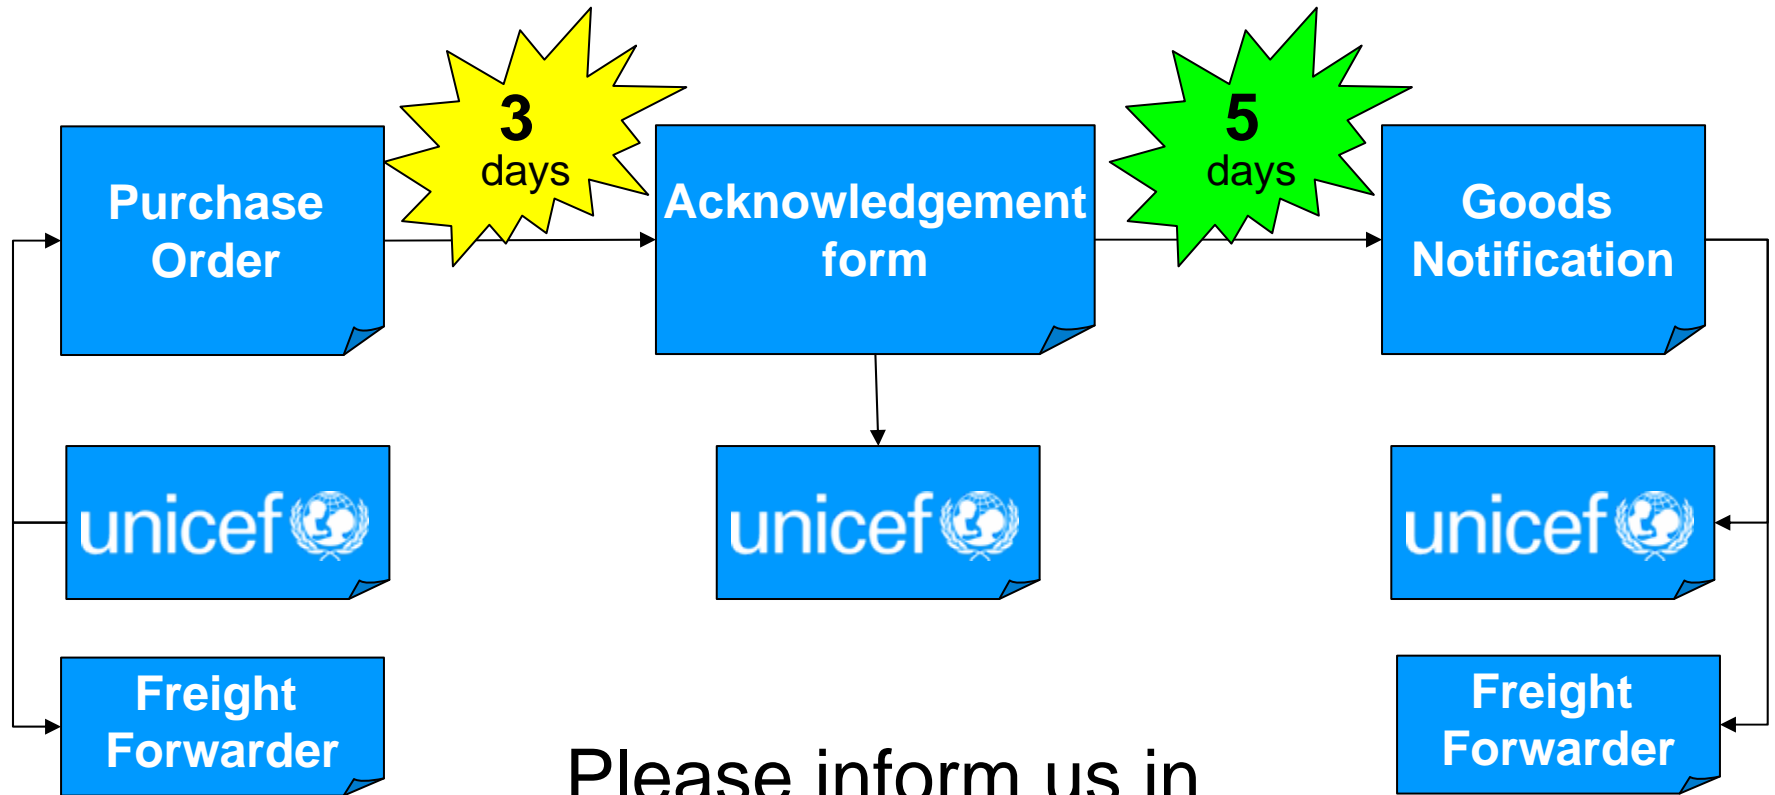 3
days
5
days
Purchase
Order
Acknowledgement
form
Goods
Notification
unicef
unicef
unicef
Freight
Forwarder
Freight
Forwarder
Please inform us in